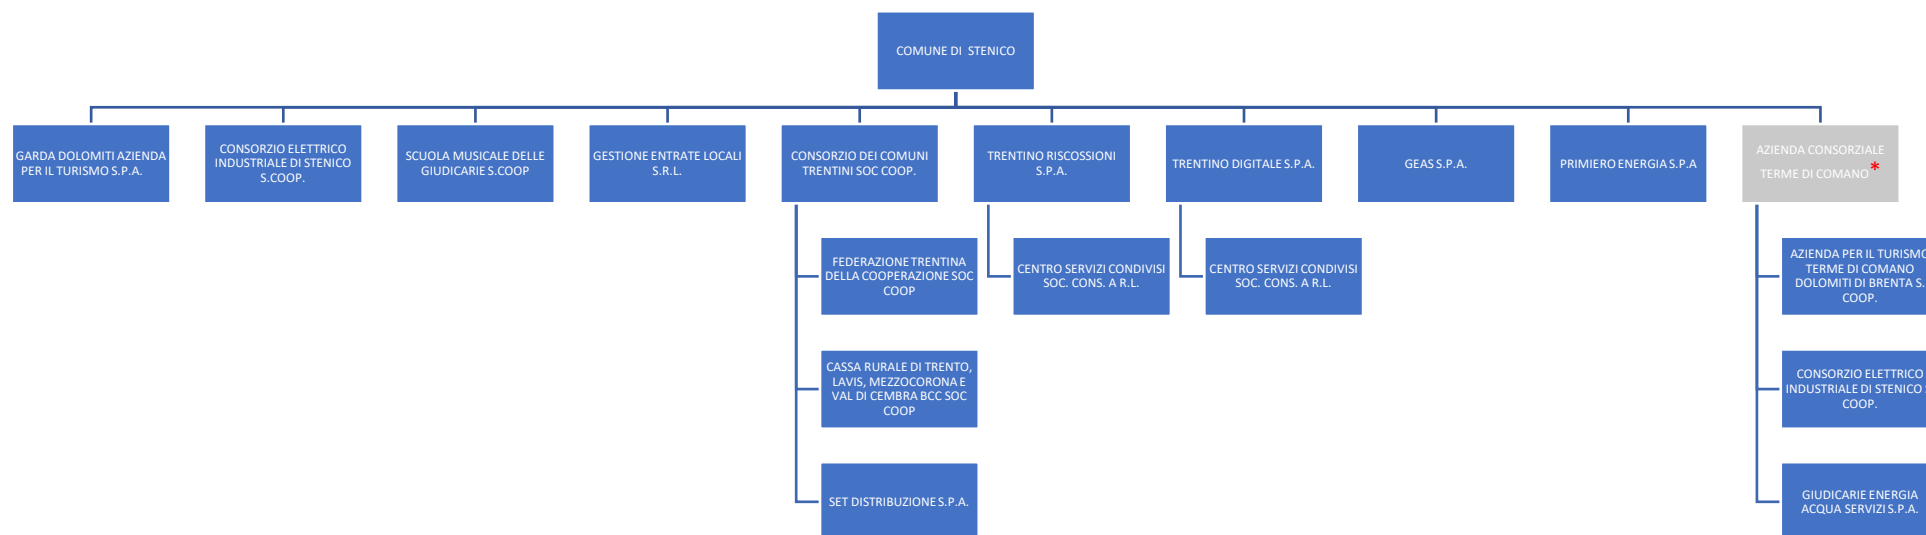 COMUNE DI STENICO
GARDA DOLOMITI AZIENDA
PER IL TURISMO S.P.A.
CONSORZIO ELETTRICO
INDUSTRIALE DI STENICO
S.COOP.
SCUOLA MUSICALE DELLE
GIUDICARIE S.COOP
GESTIONE ENTRATE LOCALI
S.R.L.
CONSORZIO DEI COMUNI
TRENTINI SOC COOP.
TRENTINO RISCOSSIONI
S.P.A.
TRENTINO DIGITALE S.P.A.
GEAS S.P.A.
PRIMIERO ENERGIA S.P.A
AZIENDA CONSORZIALE
TERME DI COMANO*
FEDERAZIONE TRENTINA
DELLA COOPERAZIONE SOC
COOP
CENTRO SERVIZI CONDIVISI
SOC. CONS. A R.L.
CENTRO SERVIZI CONDIVISI
SOC. CONS. A R.L.
AZIENDA PER IL TURISMO
TERME DI COMANO
DOLOMITI DI BRENTA S.
COOP.
CASSA RURALE DI TRENTO,
LAVIS, MEZZOCORONA E
VAL DI CEMBRA BCC SOC
COOP
CONSORZIO ELETTRICO
INDUSTRIALE DI STENICO
COOP.
SET DISTRIBUZIONE S.P.A.
GIUDICARIE ENERGIA
ACQUA SERVIZI S.P.A.